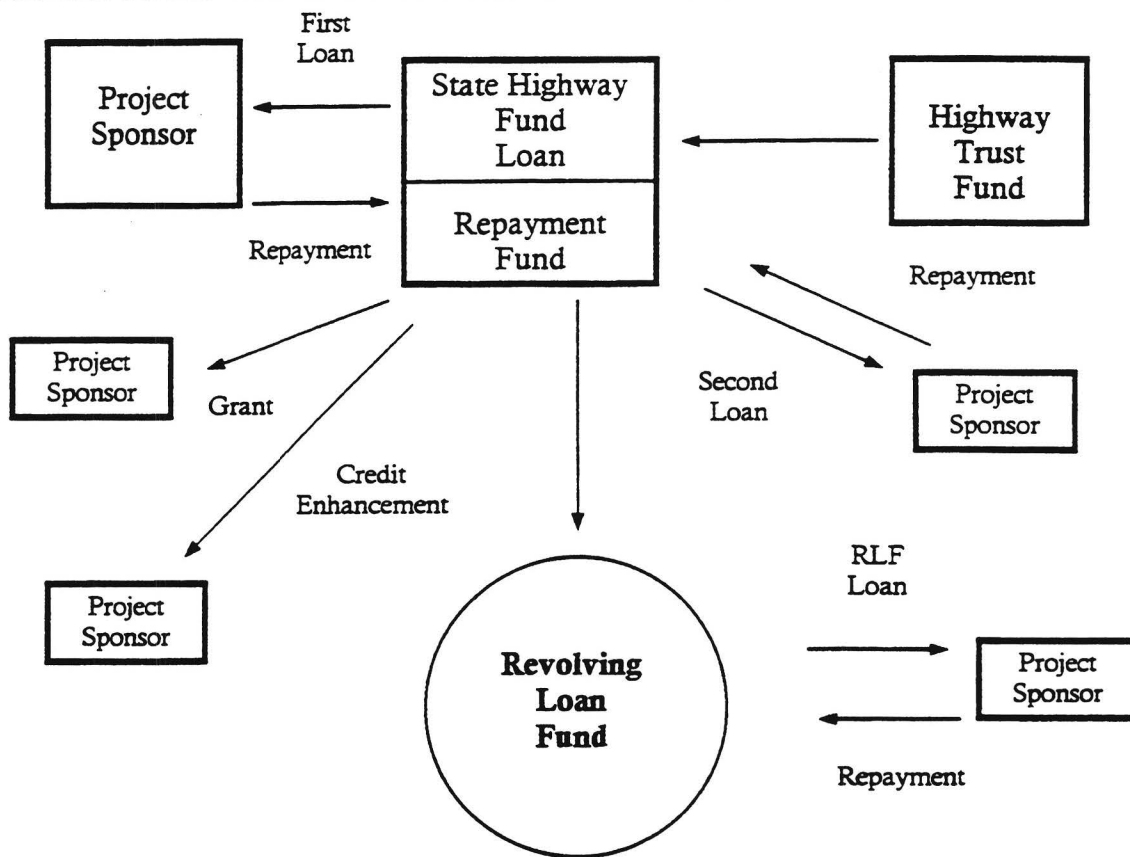 First
Loan
Project
Sponsor
State Highway
Fund
Loan
Highway
Trust
Fund
Repayment
Repayment
Fund
Repayment
Project
Sponsor
Grant
Second
Loan
Project
Sponsor
Credit
Enhancement
RLF
Loan
Project
Sponsor
Revolving
Loan
Fund
Project
Sponsor
Repayment